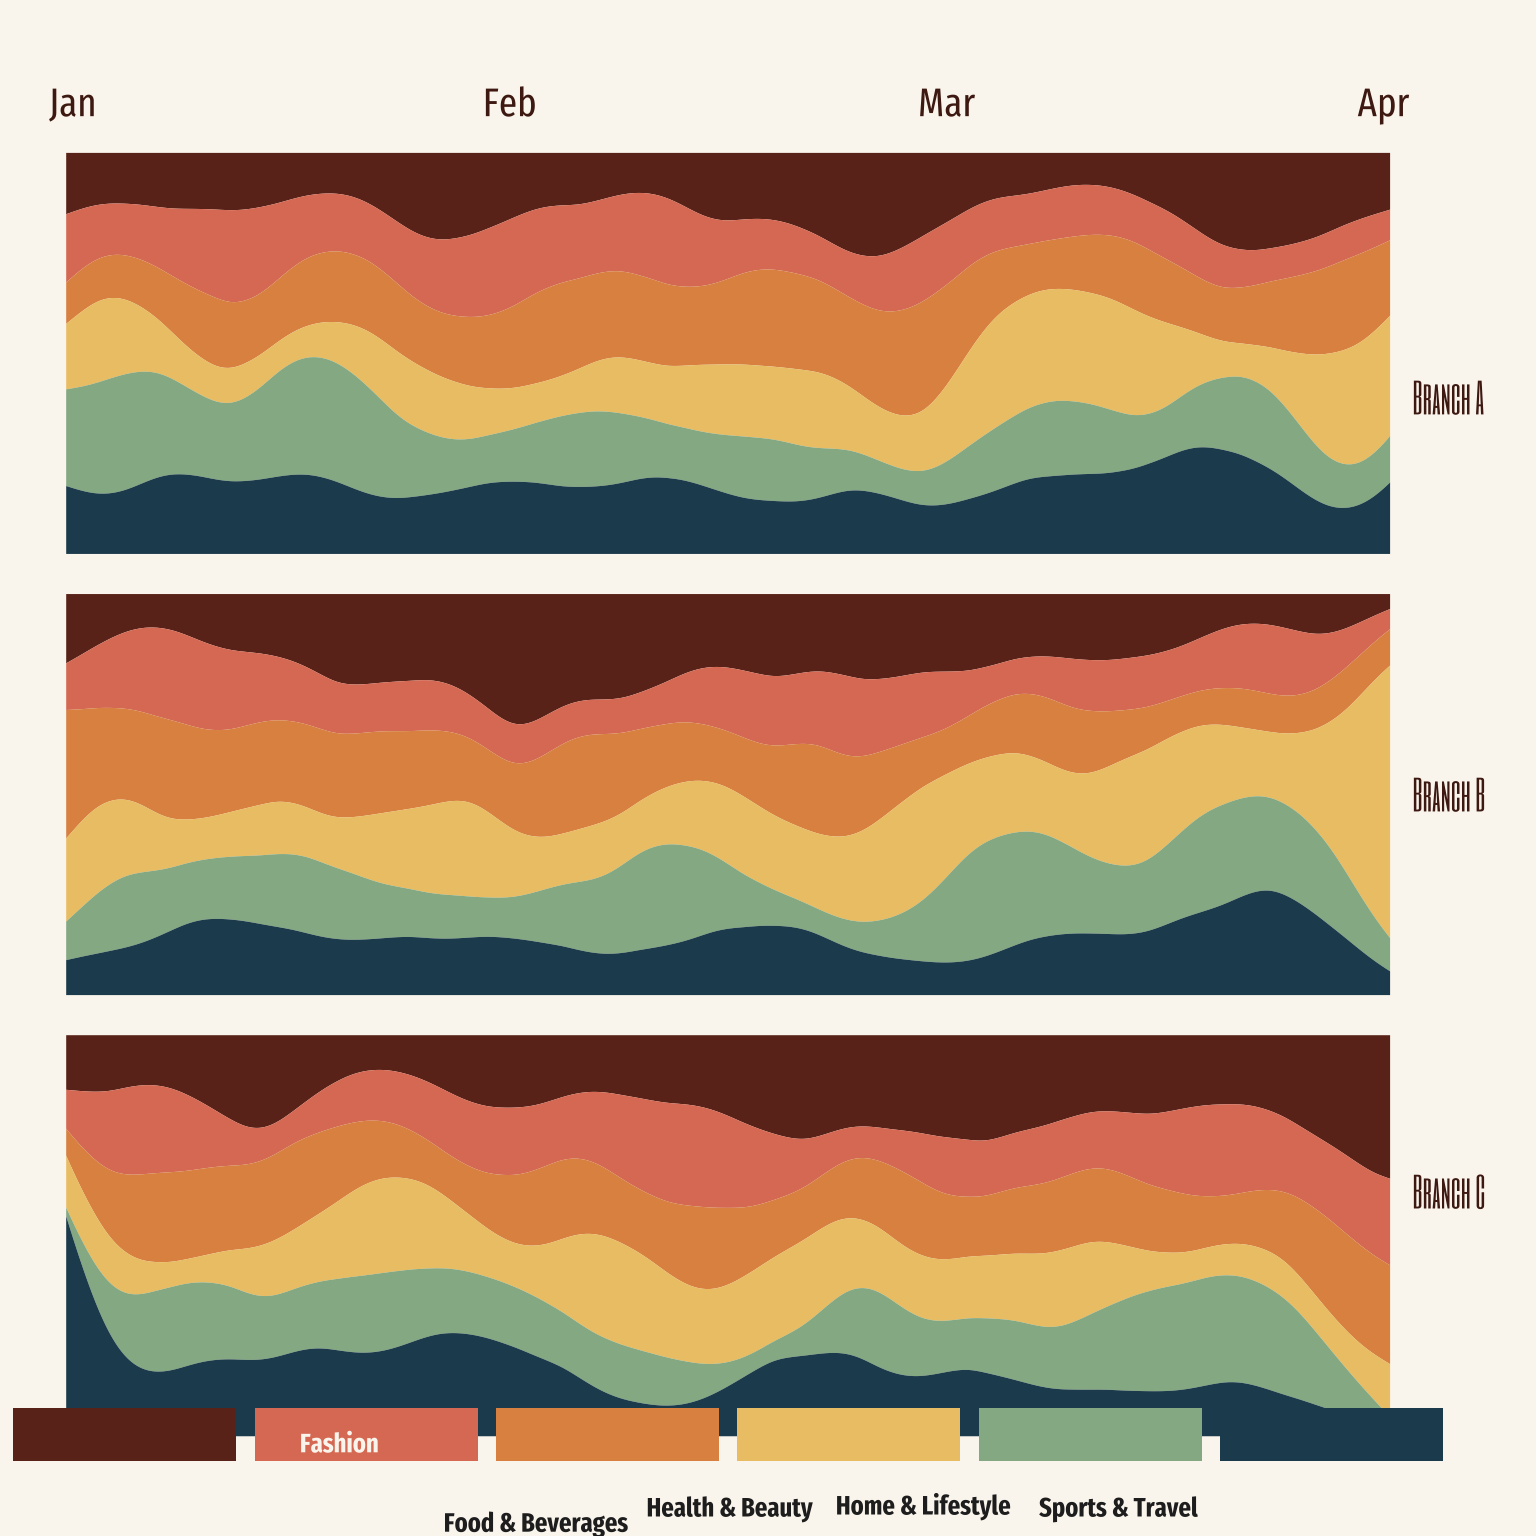 Jan Feb Mar Apr
Branch A
Branch B
Branch C
Fashion
Food & Beverages Health & Beauty Home & Lifestyle Sports & Travel